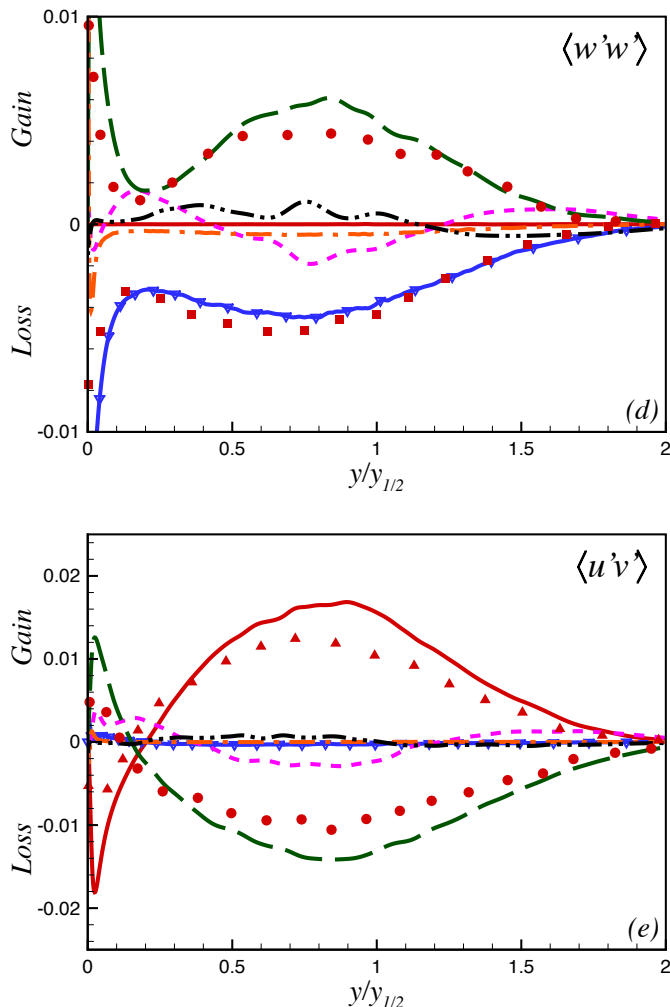 0.01
⟨w'w'⟩
Gain
0
Loss
(d)
-0.01
0 0.5 1 1.5 2
y/y1/2
⟨u'v'⟩
0.02
Gain
0.01
0
-0.01
Loss
-0.02
(e)
0 0.5 1 1.5 2
y/y1/2